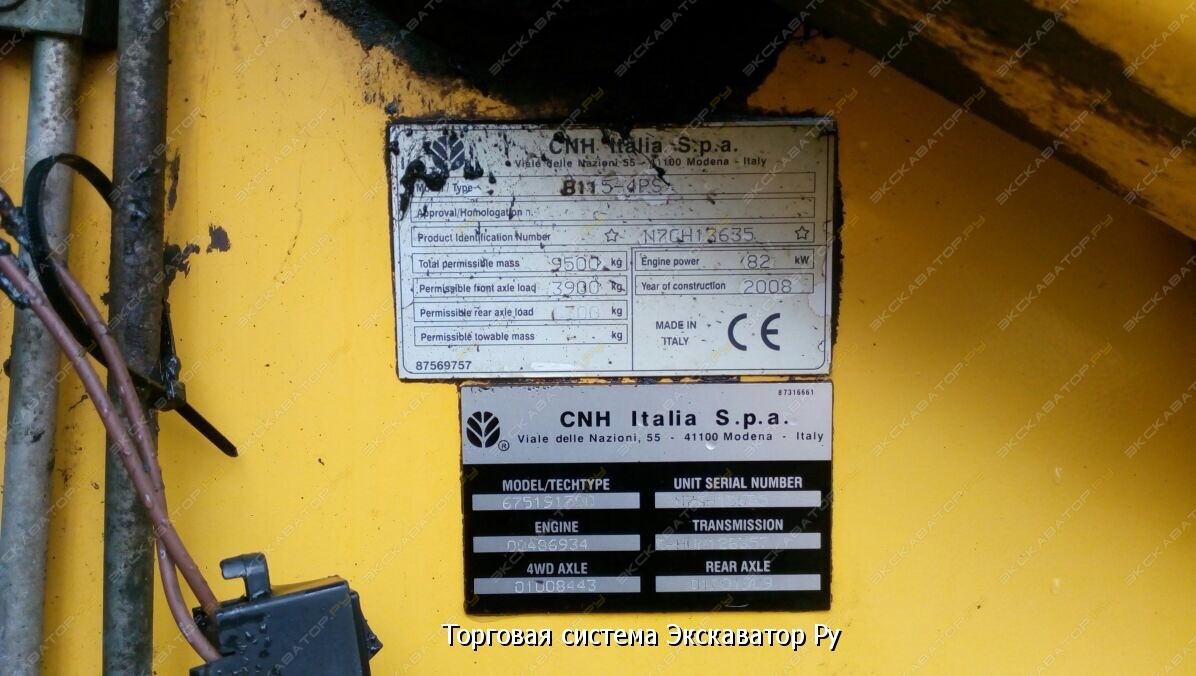 CNH Italia S.p.a.
Viale delle Nazioni 55 - 41100 Modena - Italy
Model / Type B115-4PS
Approval/Homologation n.
Product Identification Number ☆ N7GH13635 ☆
Total permissible mass 9500 kg
Engine power 82 kW
Permissible front axle load 3900 kg
Year of construction 2008
Permissible rear axle load kg
MADE IN
ITALY
CE
Permissible towable mass kg
87569757
87316661
CNH Italia S.p.a.
Viale delle Nazioni, 55 - 41100 Modena - Italy
MODEL/TECHTYPE
UNIT SERIAL NUMBER
ENGINE
TRANSMISSION
00486934
4WD AXLE
REAR AXLE
01008443
Торговая система Экскаватор Ру
ЭКСКАВАТОР.РУ